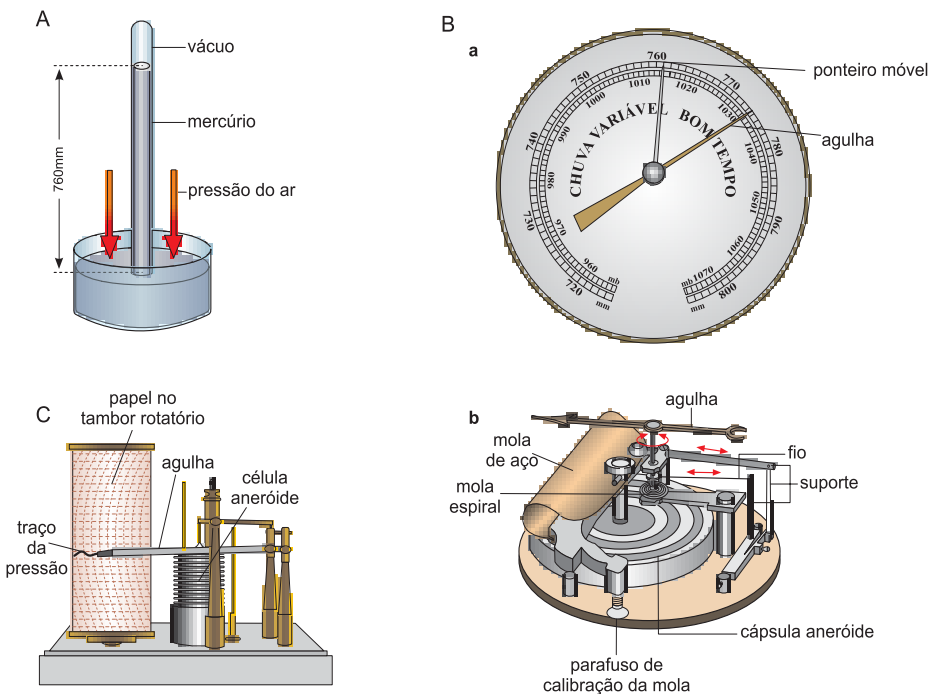 A
vácuo
mercúrio
760mm
pressão do ar
B
a
ponteiro móvel
agulha
720
730
740
750
760
770
780
790
800
mm
mm
960
970
980
990
1000
1010
1020
1030
1040
1050
1060
1070
mb
mb
CHUVA VARIÁVEL BOM TEMPO
C
papel no
tambor rotatório
agulha
célula
aneróide
traço
da
pressão
b
agulha
mola
de aço
fio
suporte
mola
espiral
cápsula aneróide
parafuso de
calibração da mola